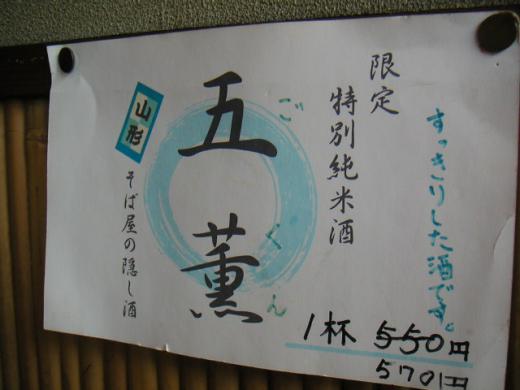 すっきりした酒です。
限定
特別純米酒
ごくん
五薫
山形
そば屋の隠し酒
1杯 550円
570円